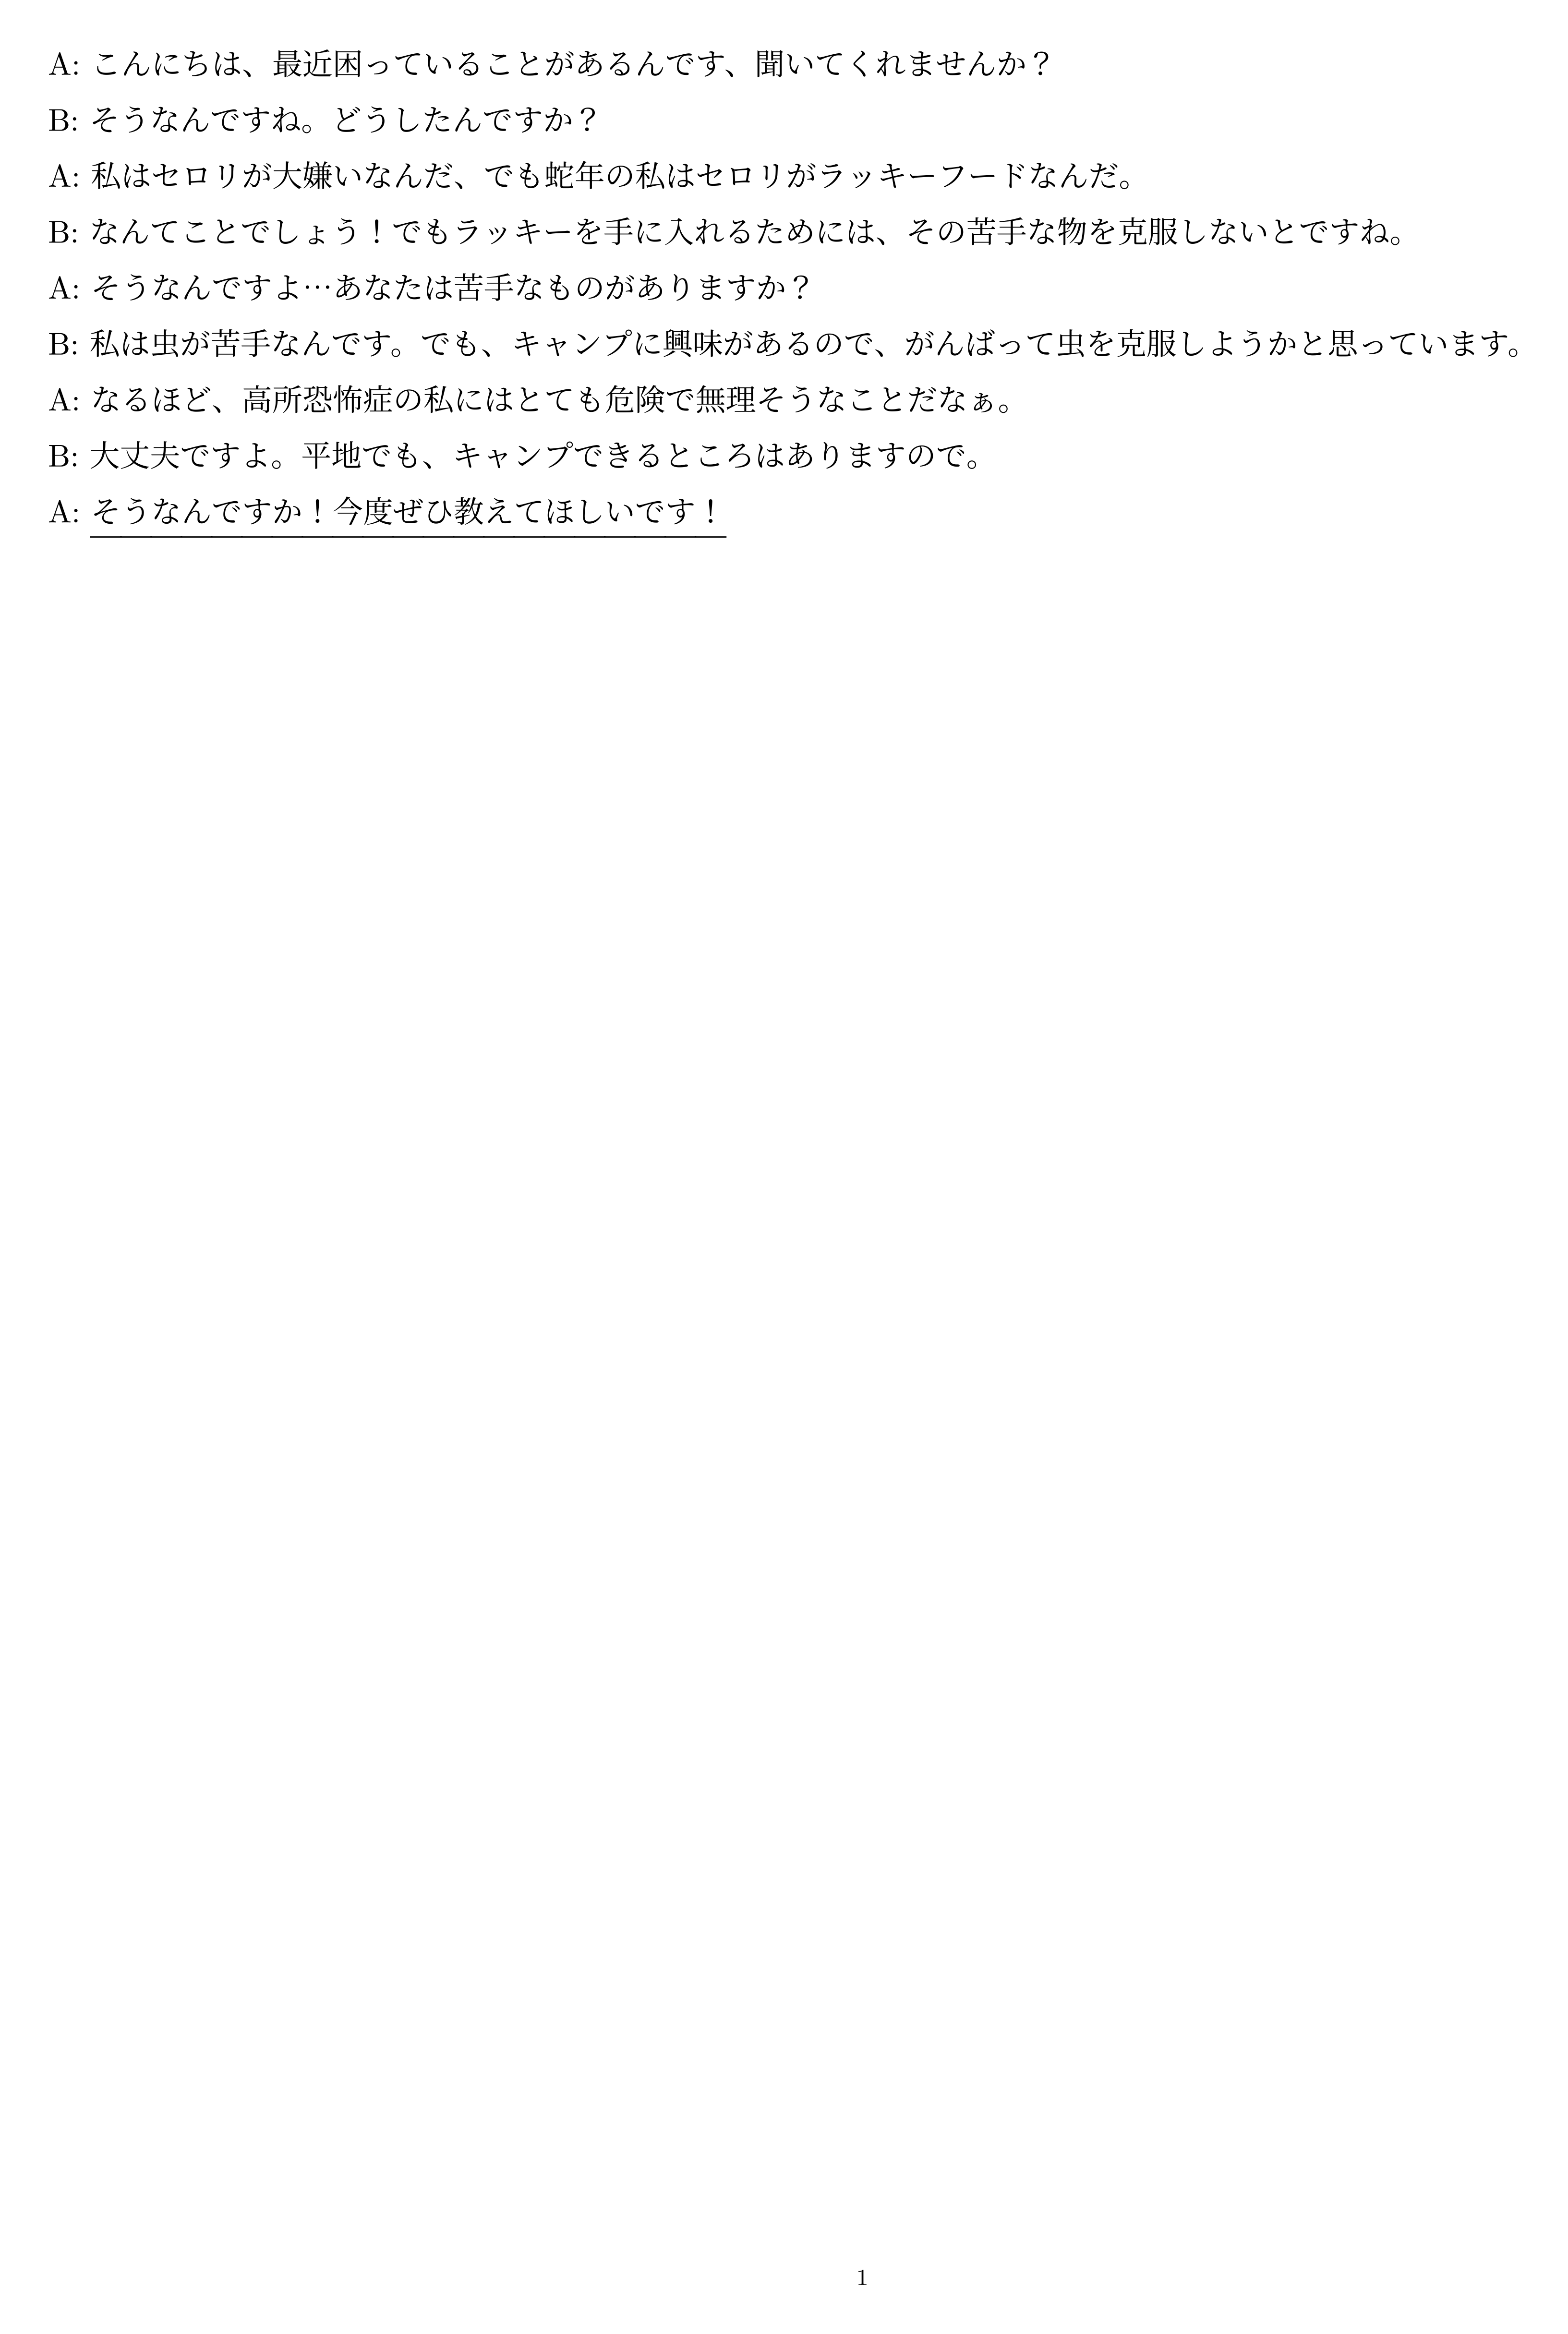 A: こんにちは、最近困っていることがあるんです、聞いてくれませんか？
B: そうなんですね。どうしたんですか？
A: 私はセロリが大嫌いなんだ、でも蛇年の私はセロリがラッキーフードなんだ。
B: なんてことでしょう！でもラッキーを手に入れるためには、その苦手な物を克服しないとですね。
A: そうなんですよ…あなたは苦手なものがありますか？
B: 私は虫が苦手なんです。でも、キャンプに興味があるので、がんばって虫を克服しようかと思っています。
A: なるほど、高所恐怖症の私にはとても危険で無理そうなことだなぁ。
B: 大丈夫ですよ。平地でも、キャンプできるところはありますので。
A: そうなんですか！今度ぜひ教えてほしいです！
1